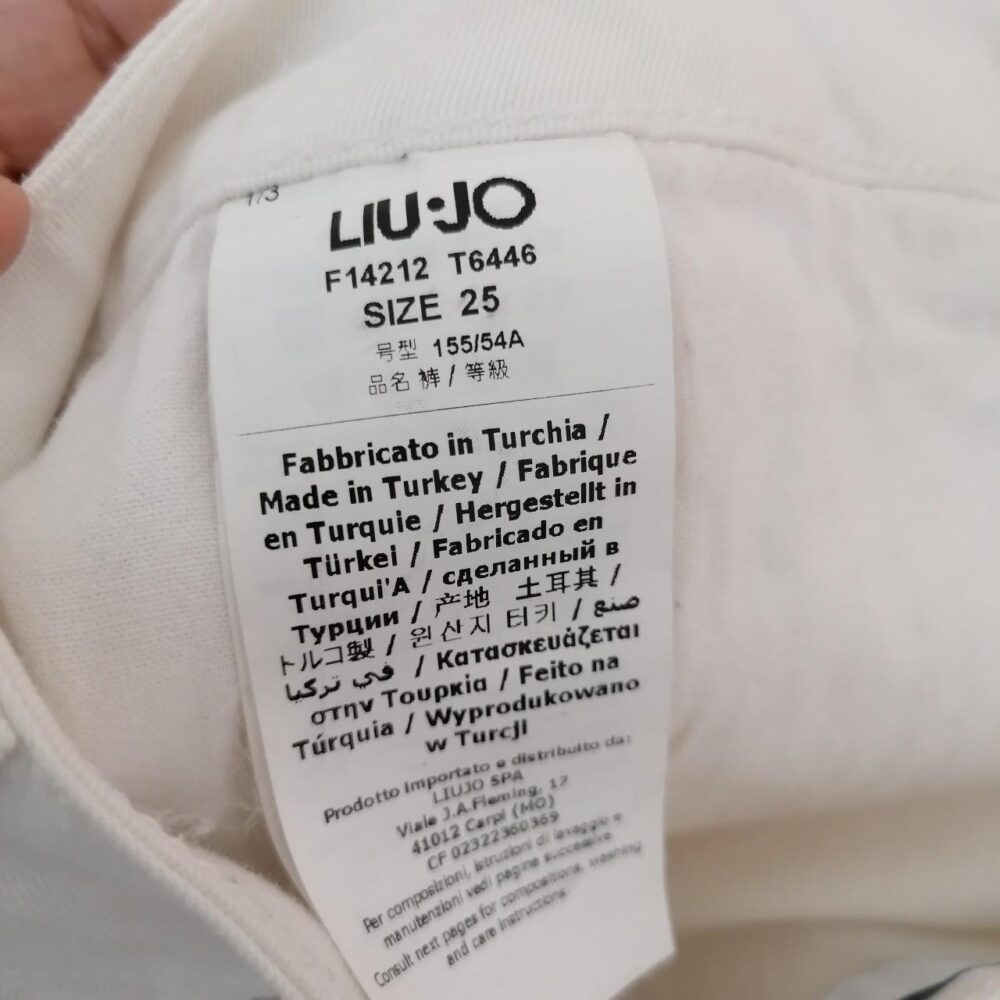 1/3
LIU·JO
F14212 T6446
SIZE 25
号型 155/54A
品名 裤 / 等級
Fabbricato in Turchia /
Made in Turkey / Fabrique
en Turquie / Hergestellt in
Türkei / Fabricado en
Turqui'A / сделанный в
Турции / 产地 土耳其 /
トルコ製 / 원산지 터키 / صنع
في تركيا / Κατασκευάζεται
στην Τουρκία / Feito na
Túrquia / Wyprodukowano
w Turcji
Prodotto Importato e distribuito da:
LIUJO SPA
Viale J.A.Fleming, 17
41012 Carpi (MO)
CF 02322360369
Per composizioni, istruzioni di lavaggio e
manutenzioni vedi pagine successive
Consult next pages for compositions, washing
and care instructions